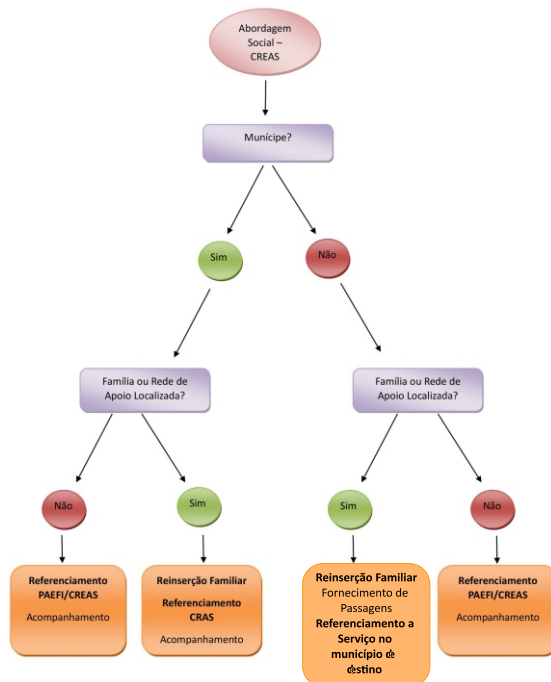 Abordagem
Social –
CREAS
Munícipe?
Sim
Não
Família ou Rede de
Apoio Localizada?
Família ou Rede de
Apoio Localizada?
Não
Sim
Sim
Não
Referenciamento
PAEFI/CREAS
Acompanhamento
Reinserção Familiar
Referenciamento
CRAS
Acompanhamento
Reinserção Familiar
Fornecimento de
Passagens
Referenciamento a
Serviço no
município de
destino
Referenciamento
PAEFI/CREAS
Acompanhamento